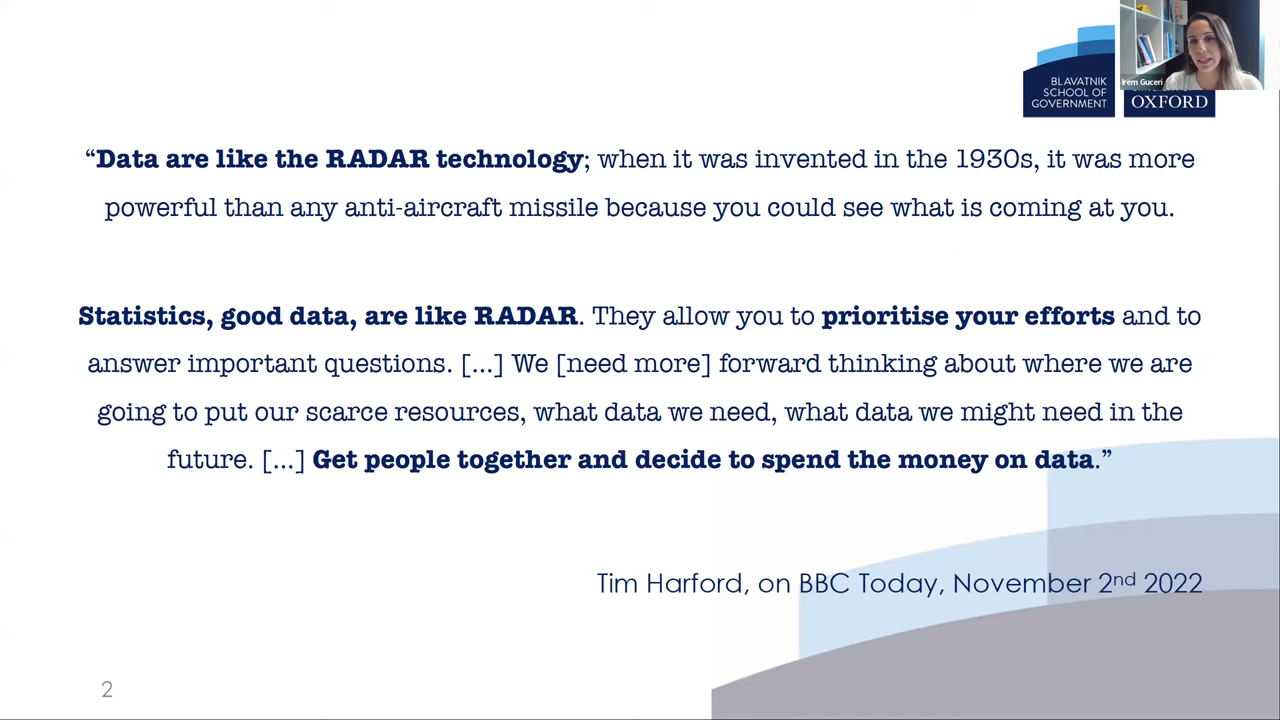 Irem Guceri
BLAVATNIK
SCHOOL OF
GOVERNMENT
OXFORD
“Data are like the RADAR technology; when it was invented in the 1930s, it was more
powerful than any anti-aircraft missile because you could see what is coming at you.
Statistics, good data, are like RADAR. They allow you to prioritise your efforts and to
answer important questions. [...] We [need more] forward thinking about where we are
going to put our scarce resources, what data we need, what data we might need in the
future. [...] Get people together and decide to spend the money on data.”
Tim Harford, on BBC Today, November 2nd 2022
2